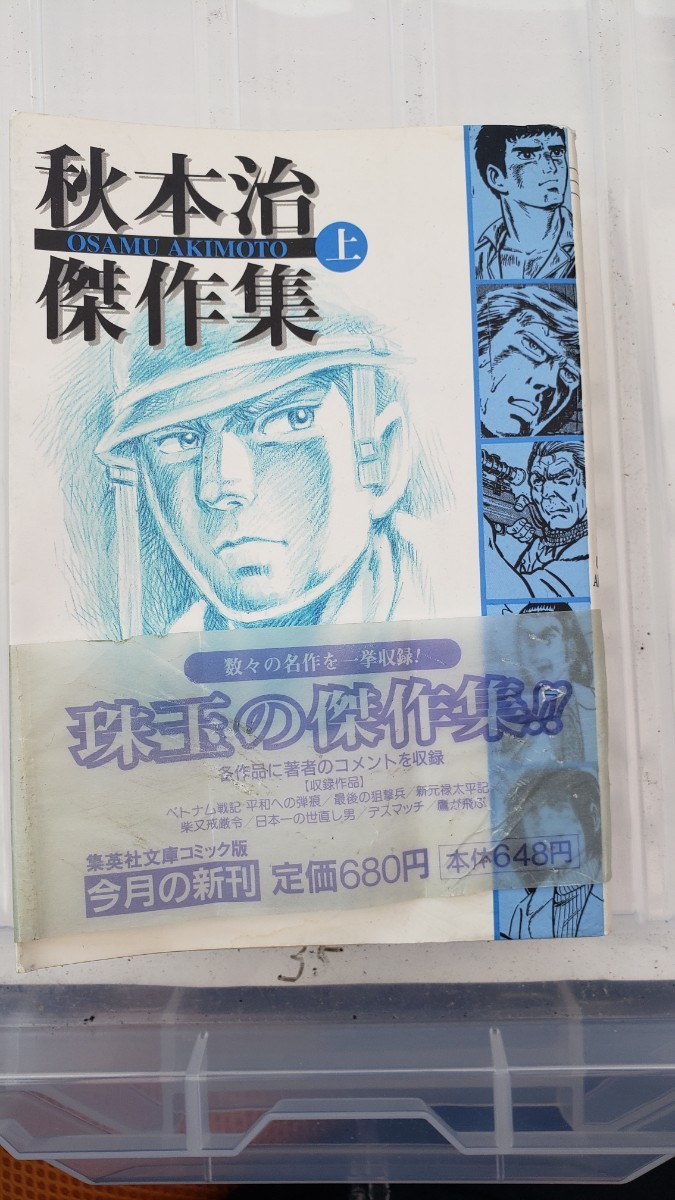 秋本治
OSAMU AKIMOTO
上
傑作集
数々の名作を一挙収録!
珠玉の傑作集!!
各作品に著者のコメントを収録
【収録作品】
ベトナム戦記 平和への弾痕/最後の狙撃兵/新元禄太平記
柴又戒厳令/日本一の世直し男/デスマッチ/鷹が飛ぶ
集英社文庫コミック版
今月の新刊 定価680円 本体648円